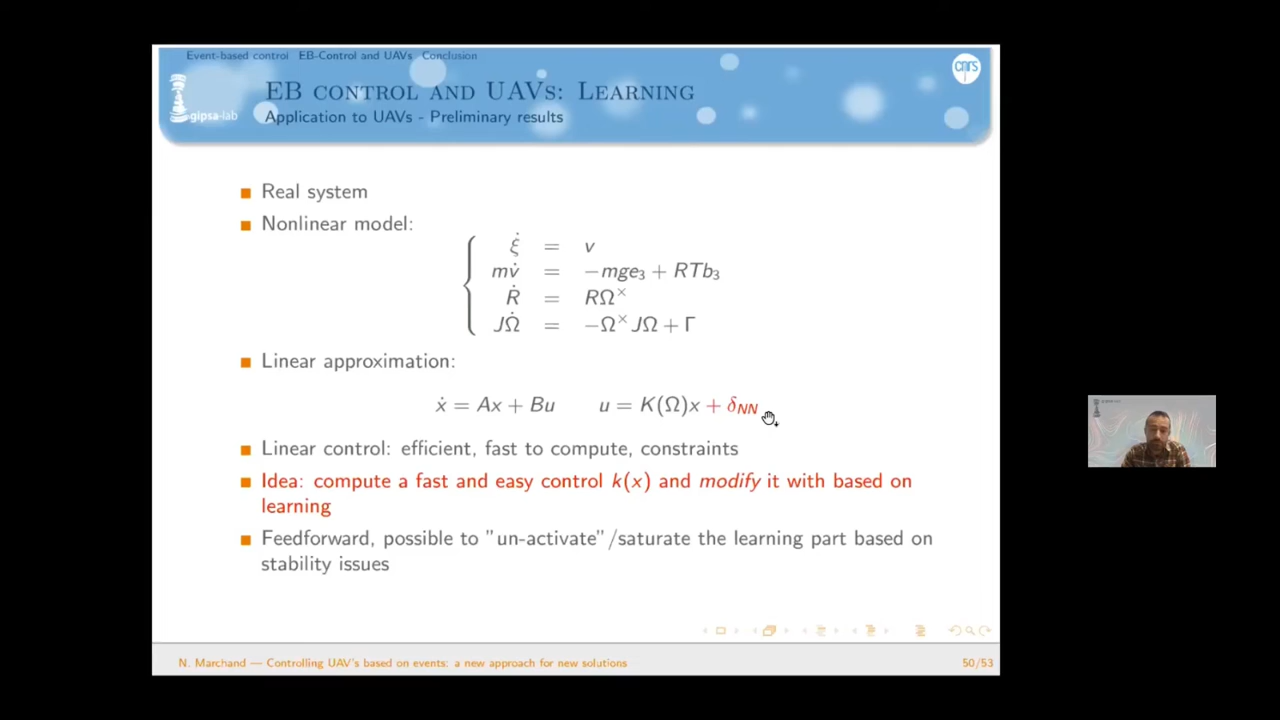 Event-based control EB-Control and UAVs Conclusion
EB CONTROL AND UAVS: LEARNING
Application to UAVs - Preliminary results
gipsa-lab
cnrs
Real system
Nonlinear model:
ξ̇ = v
mv̇ = −mge₃ + RTb₃
Ṙ = RΩ×
JΩ̇ = −Ω×JΩ + Γ
Linear approximation:
ẋ = Ax + Bu u = K(Ω)x + δNN
Linear control: efficient, fast to compute, constraints
Idea: compute a fast and easy control k(x) and modify it with based on
learning
Feedforward, possible to "un-activate"/saturate the learning part based on
stability issues
N. Marchand — Controlling UAV's based on events: a new approach for new solutions
50/53